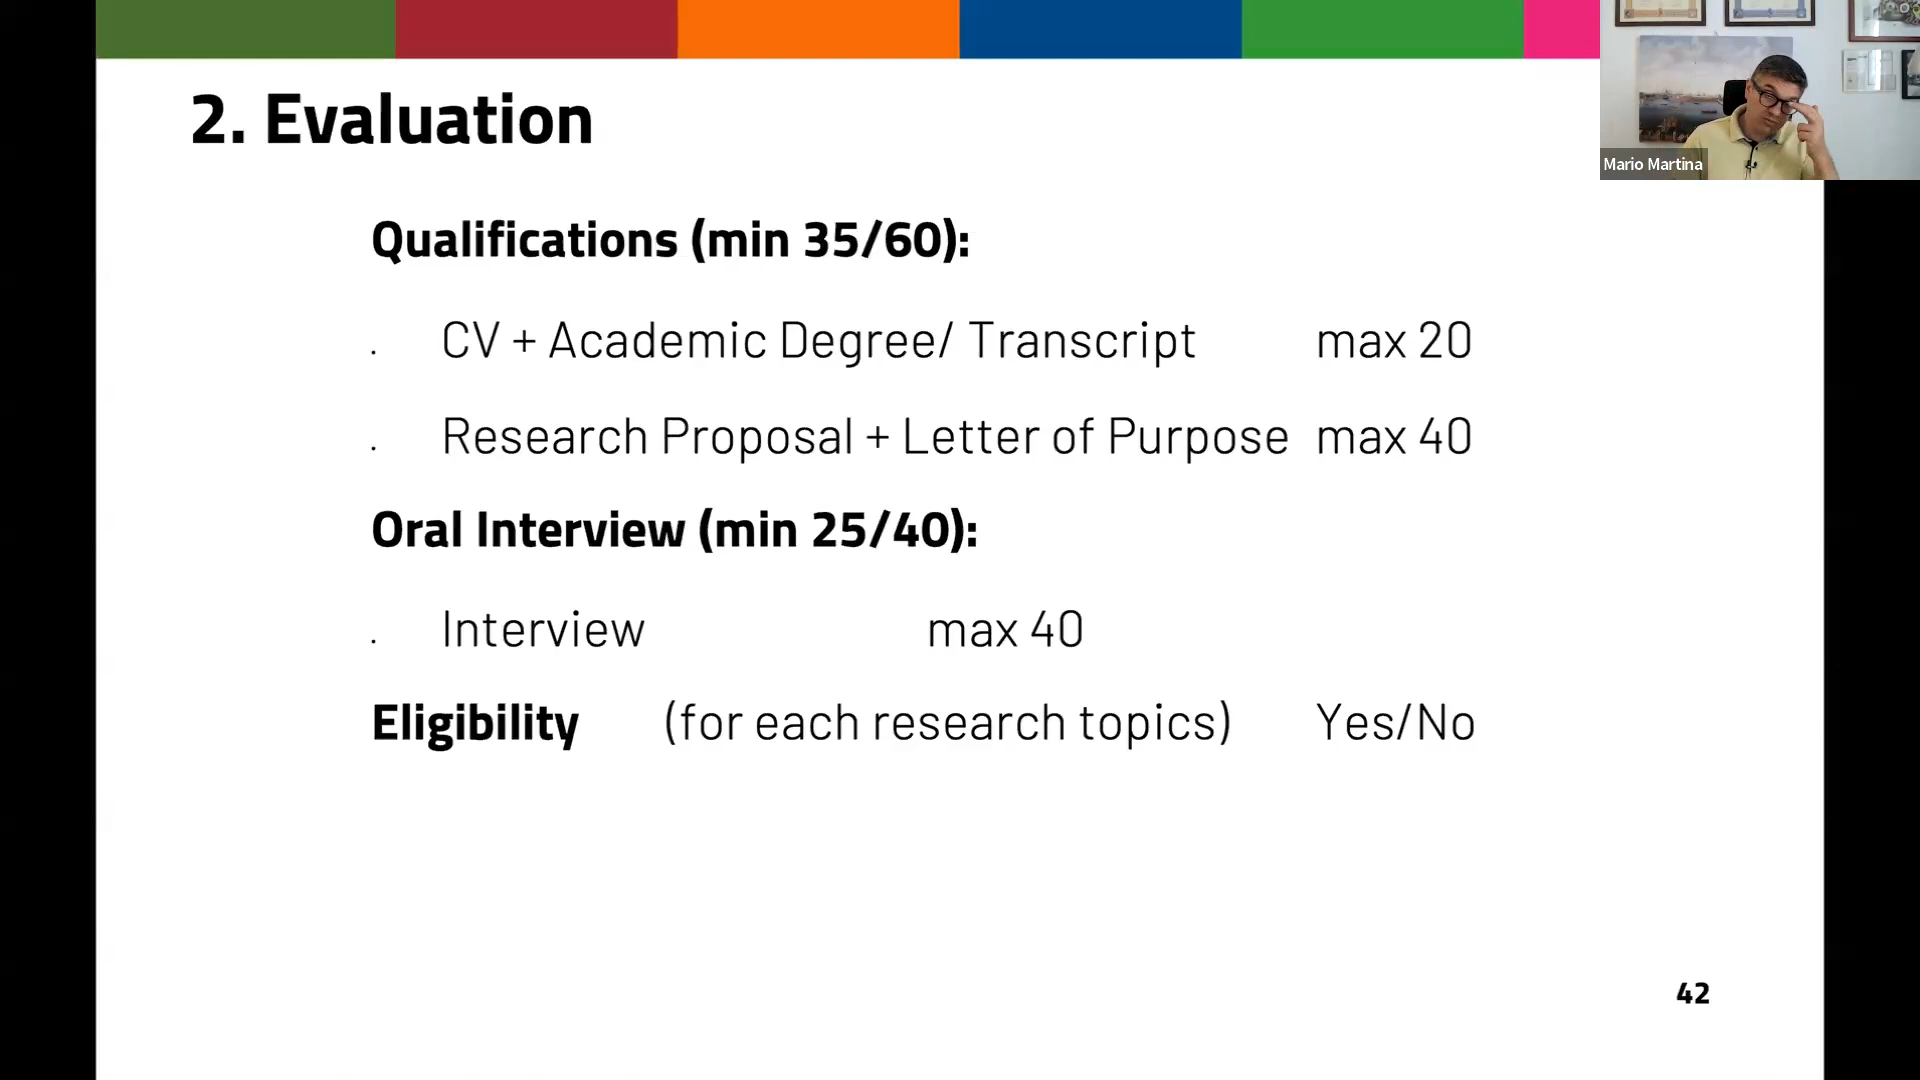 2. Evaluation
Mario Martina
Qualifications (min 35/60):
. CV + Academic Degree/ Transcript max 20
. Research Proposal + Letter of Purpose max 40
Oral Interview (min 25/40):
. Interview max 40
Eligibility (for each research topics) Yes/No
42